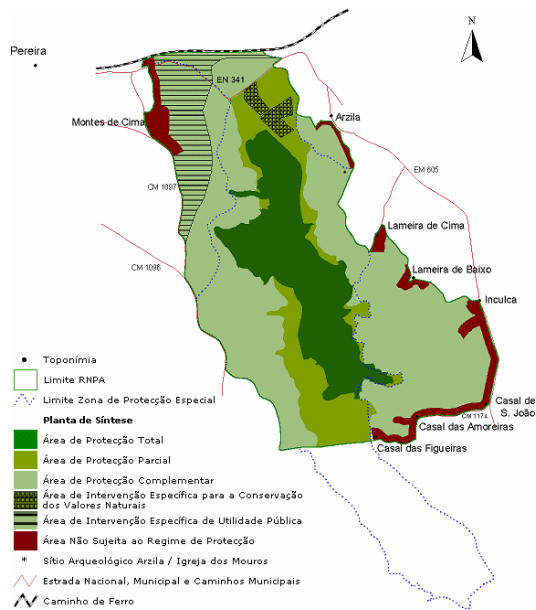 N
Pereira
EN 341
Montes de Cima
Arzila
EM 605
CM 1097
Lameira de Cima
CM 1096
Lameira de Baixo
Inculca
Casal de
S. João
CM 1174
Casal das Amoreiras
Casal das Figueiras
Toponímia
Limite RNPA
Limite Zona de Protecção Especial
Planta de Síntese
Área de Protecção Total
Área de Protecção Parcial
Área de Protecção Complementar
Área de Intervenção Específica para a Conservação
dos Valores Naturais
Área de Intervenção Específica de Utilidade Pública
Área Não Sujeita ao Regime de Protecção
Sítio Arqueológico Arzila / Igreja dos Mouros
Estrada Nacional, Municipal e Caminhos Municipais
Caminho de Ferro